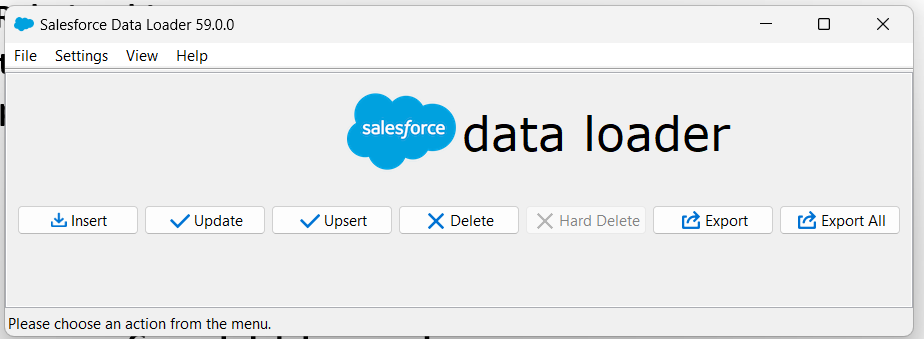 Salesforce Data Loader 59.0.0
File Settings View Help
salesforce data loader
Insert Update Upsert Delete Hard Delete Export Export All
Please choose an action from the menu.